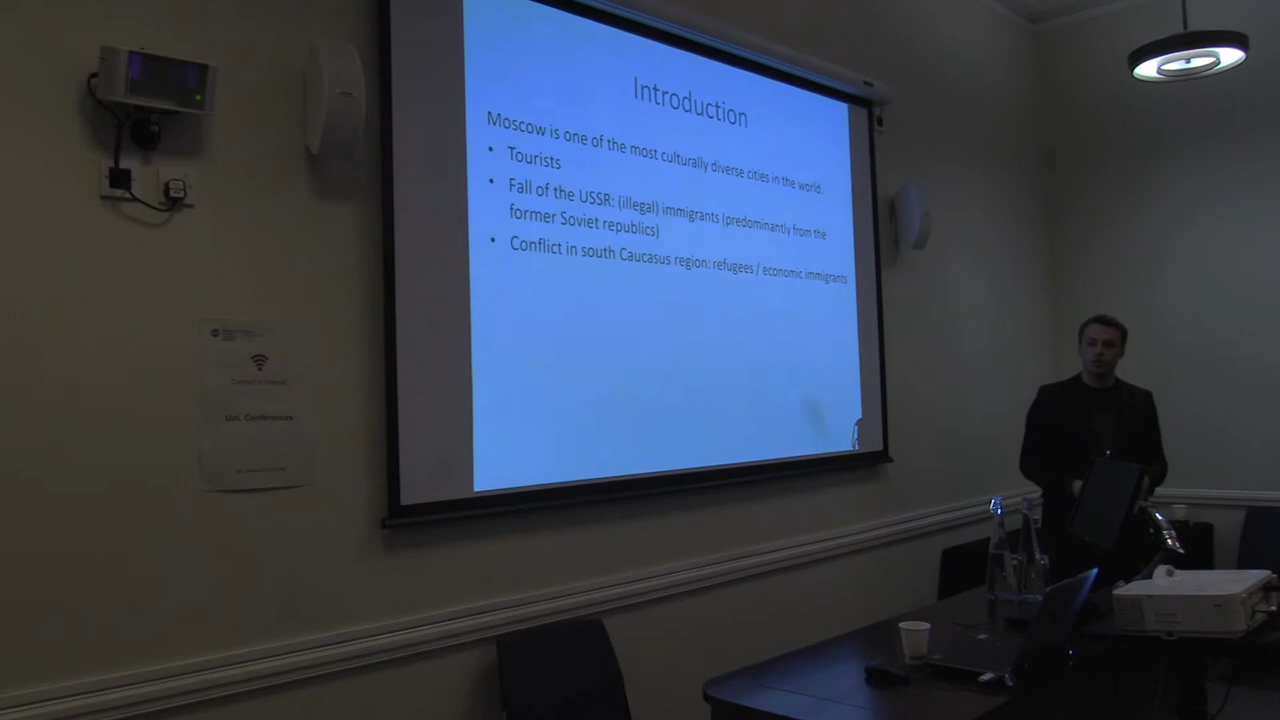 Introduction
Moscow is one of the most culturally diverse cities in the world.
• Tourists
• Fall of the USSR: (illegal) immigrants (predominantly from the
former Soviet republics)
• Conflict in south Caucasus region: refugees / economic immigrants
Conferences